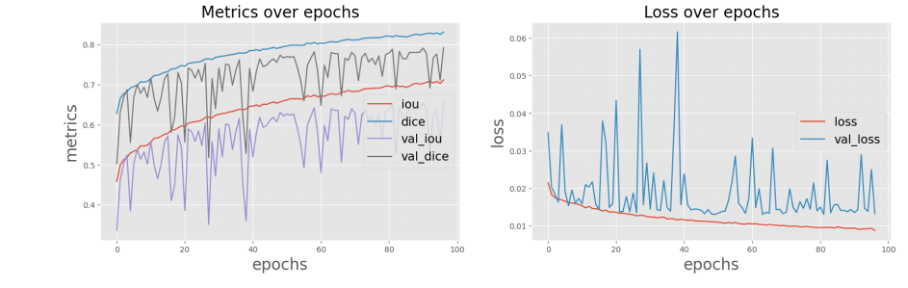 Metrics over epochs
metrics
0.8
0.7
0.6
0.5
0.4
iou
dice
val_iou
val_dice
0 20 40 60 80 100
epochs
Loss over epochs
loss
0.06
0.05
0.04
0.03
0.02
0.01
loss
val_loss
0 20 40 60 80 100
epochs